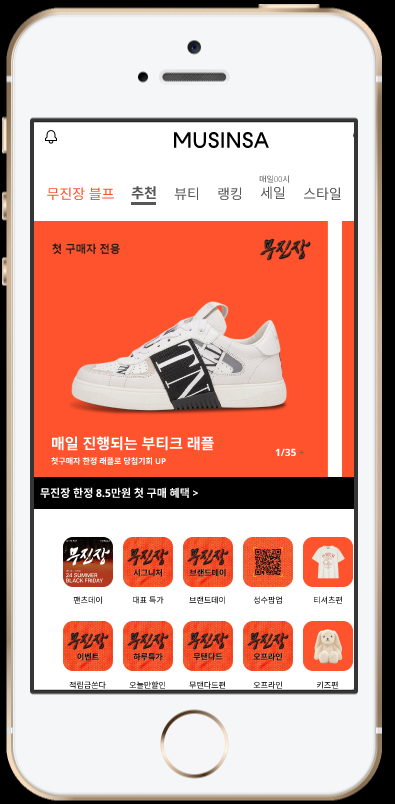 MUSINSA
매일00시
무진장 블프 추천 뷰티 랭킹 세일 스타일
첫 구매자 전용
무진장
매일 진행되는 부티크 래플
첫구매자 한정 래플로 당첨기회 UP
1/35 +
무진장 한정 8.5만원 첫 구매 혜택 >
무진장 무진장 무진장
24 SUMMER
BLACK FRIDAY
시그니처 브랜드데이
팬츠데이 대표 특가 브랜드데이 성수팝업 티셔츠편
무진장 무진장 무진장 무진장
이벤트 하루특가 무탠다드 오프라인
적립금쏜다 오늘만할인 무탠다드편 오프라인 키즈편